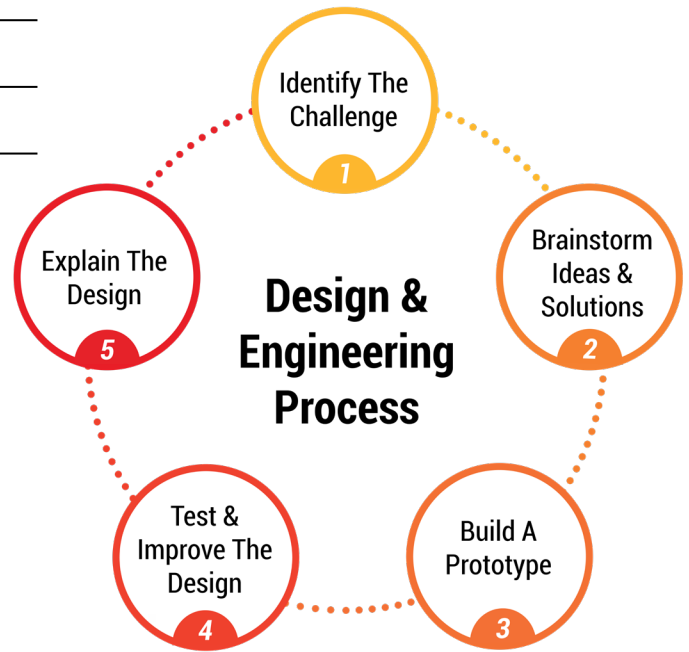 Identify The
Challenge
1
Brainstorm
Ideas &
Solutions
2
Build A
Prototype
3
Test &
Improve The
Design
4
Explain The
Design
5
Design &
Engineering
Process